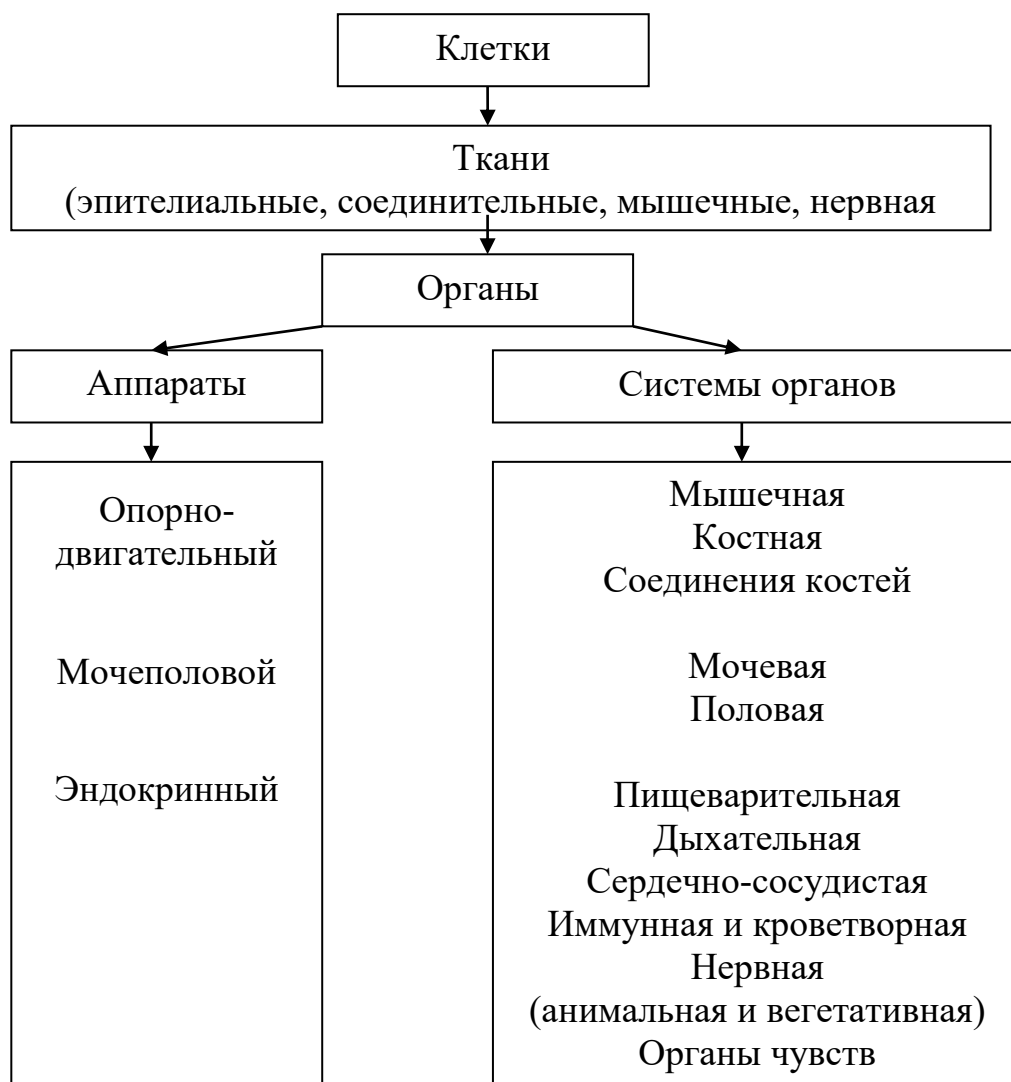 Клетки
Ткани
(эпителиальные, соединительные, мышечные, нервная
Органы
Аппараты
Системы органов
Опорно-
двигательный
Мочеполовой
Эндокринный
Мышечная
Костная
Соединения костей
Мочевая
Половая
Пищеварительная
Дыхательная
Сердечно-сосудистая
Иммунная и кроветворная
Нервная
(анимальная и вегетативная)
Органы чувств